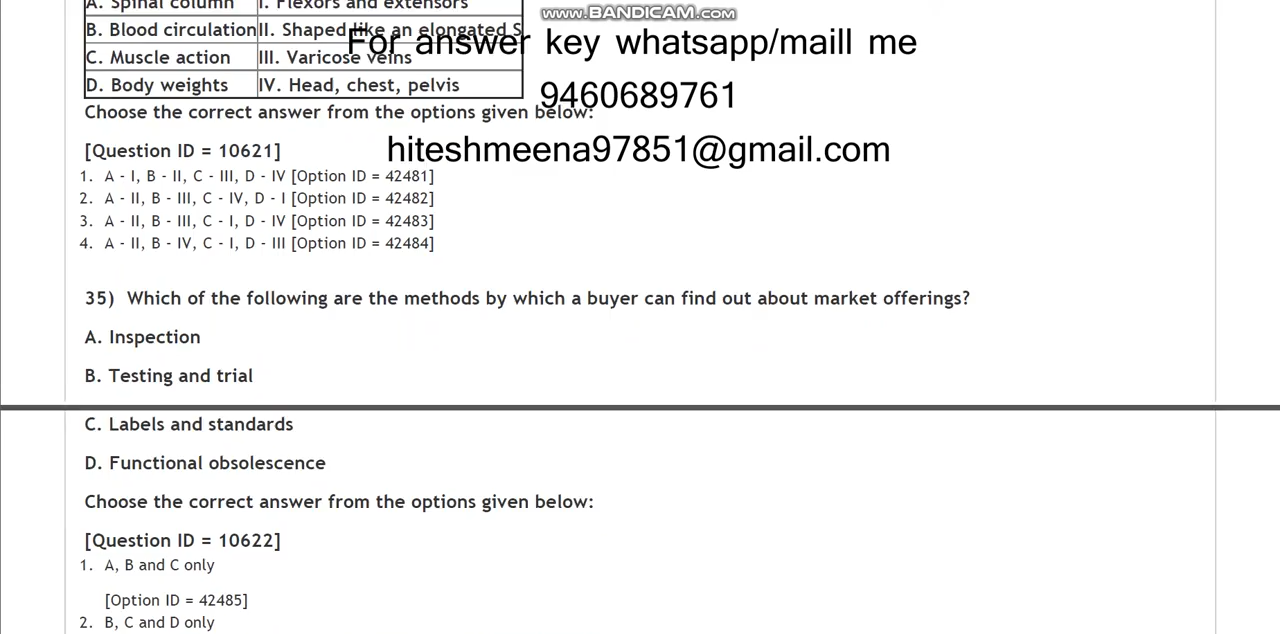 www.BANDICAM.com
A. Spinal column I. Flexors and extensors
B. Blood circulation II. Shaped like an elongated S
For answer key whatsapp/maill me
C. Muscle action III. Varicose veins
D. Body weights IV. Head, chest, pelvis
9460689761
Choose the correct answer from the options given below:
[Question ID = 10621]
hiteshmeena97851@gmail.com
1. A - I, B - II, C - III, D - IV [Option ID = 42481]
2. A - II, B - III, C - IV, D - I [Option ID = 42482]
3. A - II, B - III, C - I, D - IV [Option ID = 42483]
4. A - II, B - IV, C - I, D - III [Option ID = 42484]
35) Which of the following are the methods by which a buyer can find out about market offerings?
A. Inspection
B. Testing and trial
C. Labels and standards
D. Functional obsolescence
Choose the correct answer from the options given below:
[Question ID = 10622]
1. A, B and C only
[Option ID = 42485]
2. B, C and D only